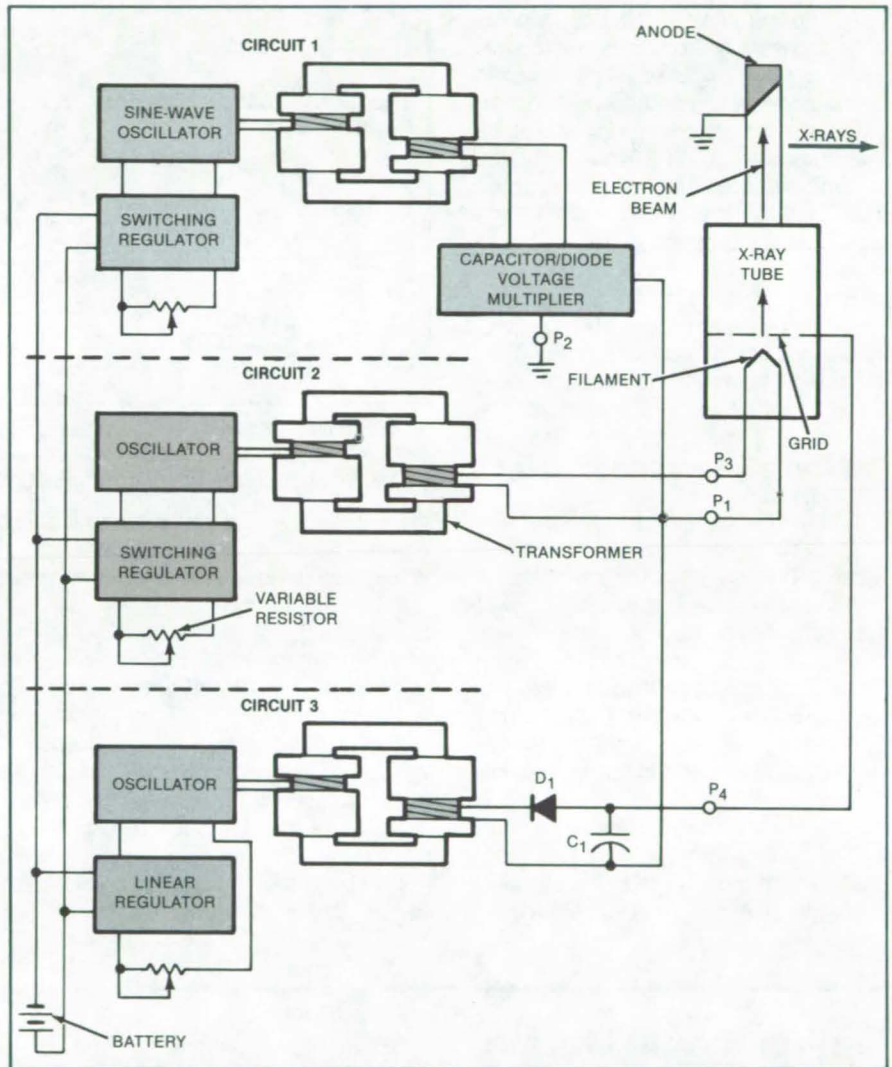 CIRCUIT 1
SINE-WAVE
OSCILLATOR
SWITCHING
REGULATOR
CAPACITOR/DIODE
VOLTAGE
MULTIPLIER
P2
ANODE
X-RAYS
ELECTRON
BEAM
X-RAY
TUBE
FILAMENT
GRID
CIRCUIT 2
OSCILLATOR
SWITCHING
REGULATOR
VARIABLE
RESISTOR
TRANSFORMER
P3
P1
CIRCUIT 3
OSCILLATOR
LINEAR
REGULATOR
D1
C1
P4
BATTERY